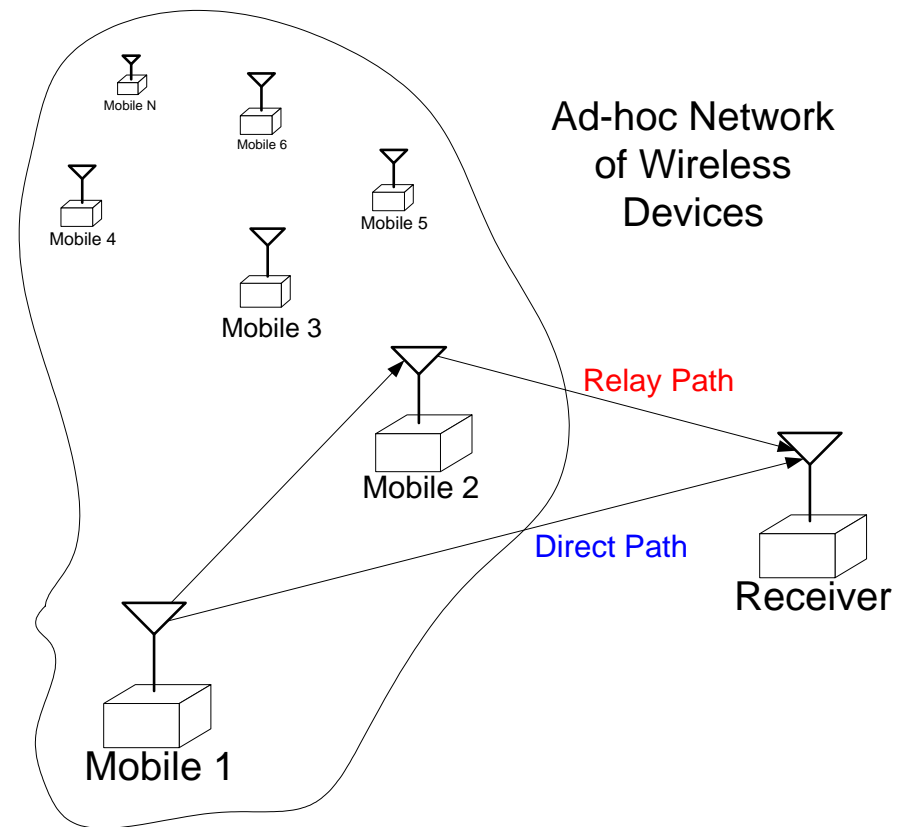 Mobile N
Mobile 6
Ad-hoc Network
of Wireless
Devices
Mobile 4
Mobile 5
Mobile 3
Relay Path
Mobile 2
Direct Path
Receiver
Mobile 1